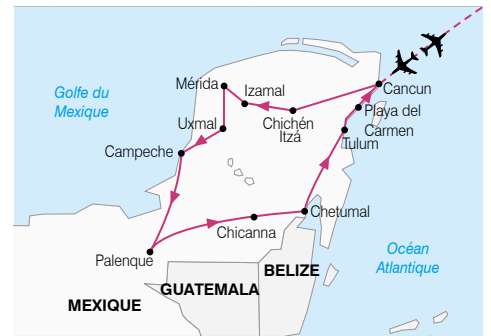 Golfe du
Mexique
Mérida
Izamal
Cancun
Chichén
Itzá
Playa del
Carmen
Uxmal
Tulum
Campeche
Chetumal
Chicanna
Palenque
Océan
Atlantique
BELIZE
GUATEMALA
MEXIQUE